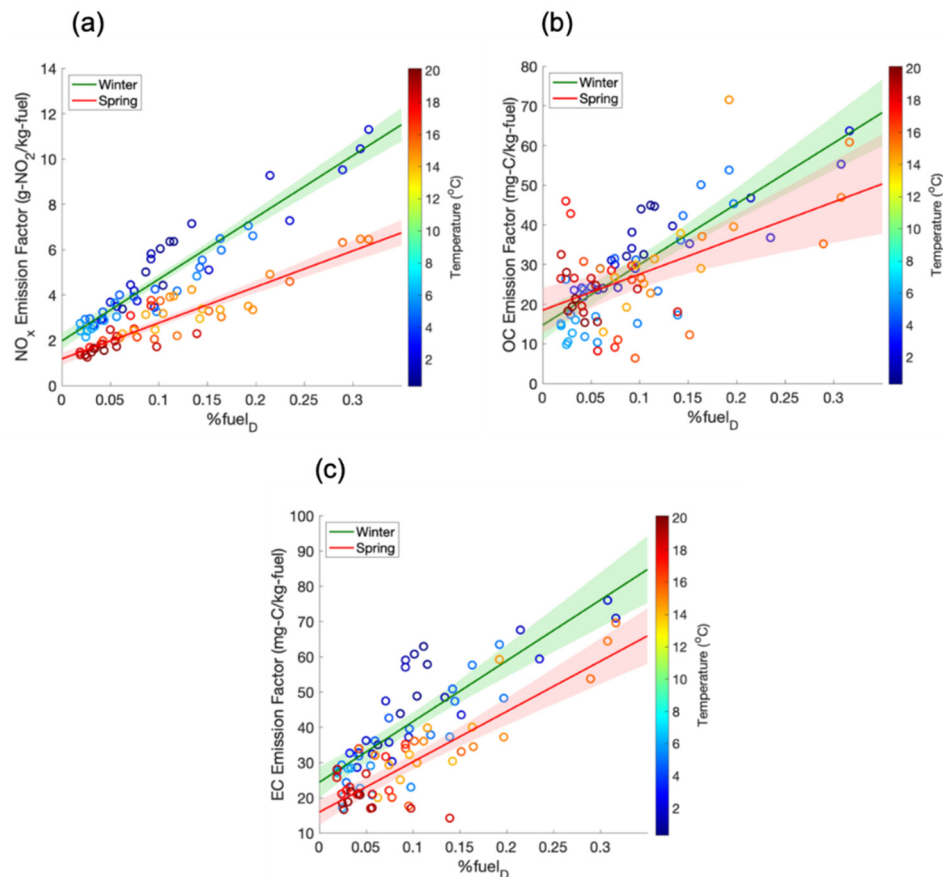 (a)
NOx Emission Factor (g-NO2/kg-fuel)
14
12
10
8
6
4
2
0
Winter
Spring
0 0.05 0.1 0.15 0.2 0.25 0.3
%fuelD
20
18
16
14
12
10
8
6
4
2
Temperature (oC)
(b)
OC Emission Factor (mg-C/kg-fuel)
80
70
60
50
40
30
20
10
0
Winter
Spring
0 0.05 0.1 0.15 0.2 0.25 0.3
%fuelD
20
18
16
14
12
10
8
6
4
2
Temperature (oC)
(c)
EC Emission Factor (mg-C/kg-fuel)
100
90
80
70
60
50
40
30
20
10
Winter
Spring
0 0.05 0.1 0.15 0.2 0.25 0.3
%fuelD
20
18
16
14
12
10
8
6
4
2
Temperature (oC)